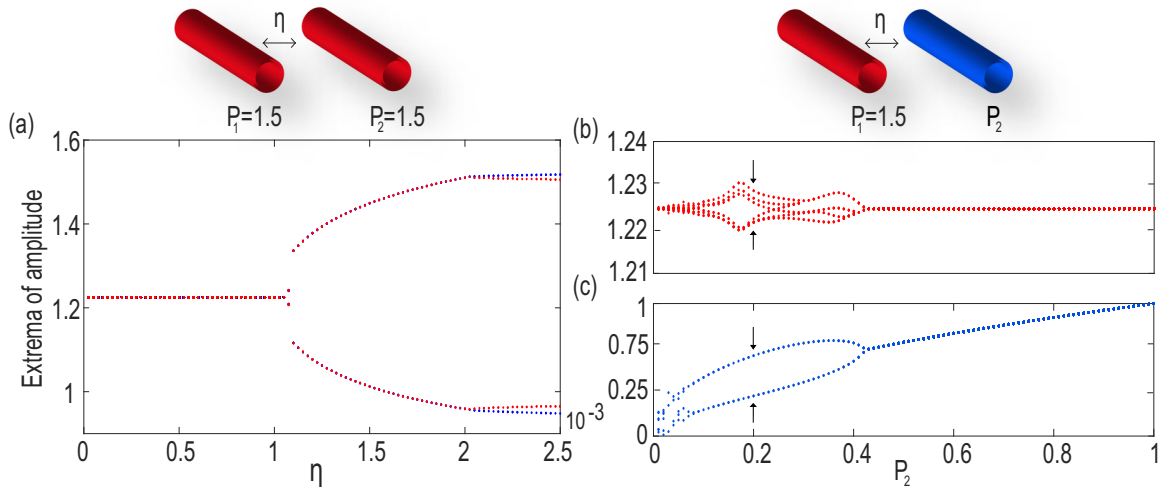 η
η
P1=1.5
P2=1.5
P1=1.5
P2
(a)
Extrema of amplitude
1.6
1.4
1.2
1
0
0.5
1
1.5
2
2.5
10-3
η
(b)
1.24
1.23
1.22
1.21
(c)
1
0.75
0.25
0
0
0.2
0.4
0.6
0.8
1
P2